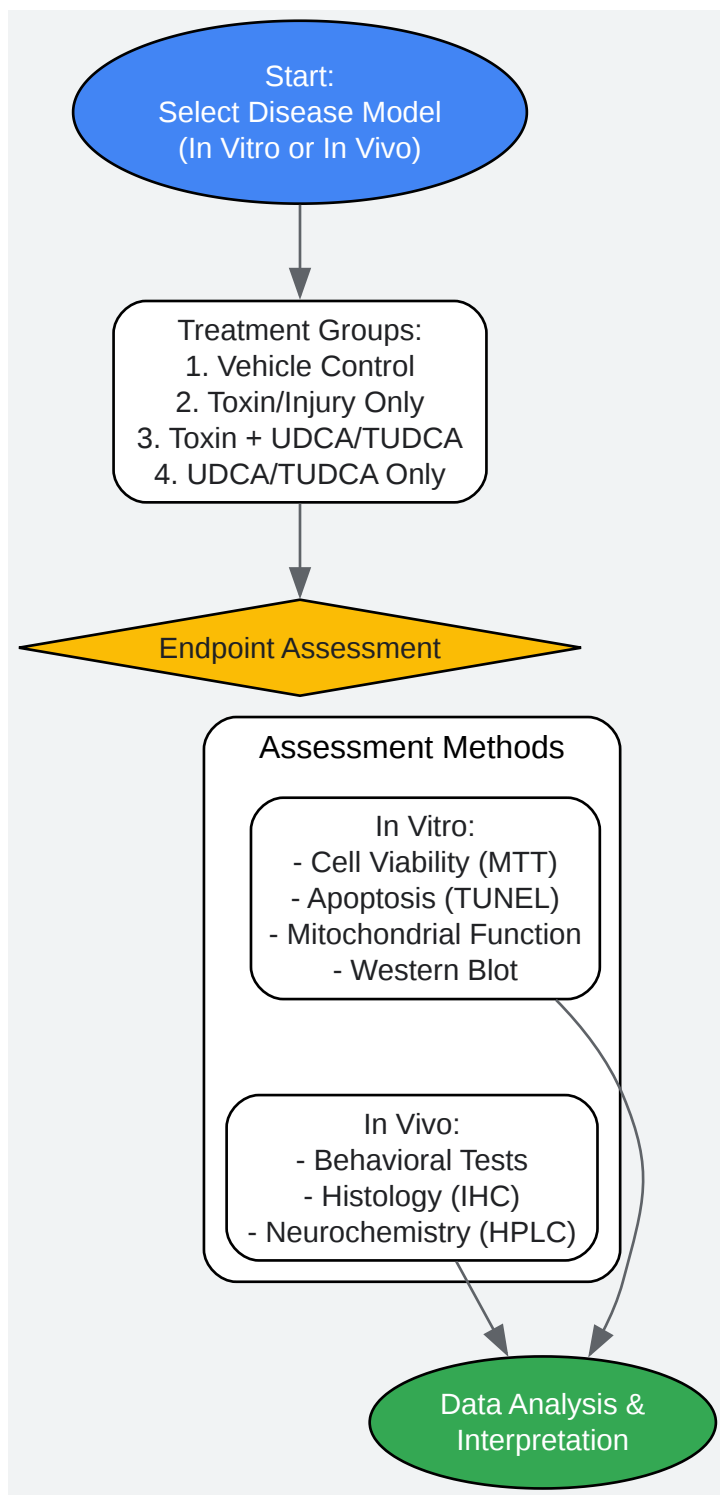 Start:
Select Disease Model
(In Vitro or In Vivo)
Treatment Groups:
1. Vehicle Control
2. Toxin/Injury Only
3. Toxin + UDCA/TUDCA
4. UDCA/TUDCA Only
Endpoint Assessment
Assessment Methods
In Vitro:
- Cell Viability (MTT)
- Apoptosis (TUNEL)
- Mitochondrial Function
- Western Blot
In Vivo:
- Behavioral Tests
- Histology (IHC)
- Neurochemistry (HPLC)
Data Analysis &
Interpretation